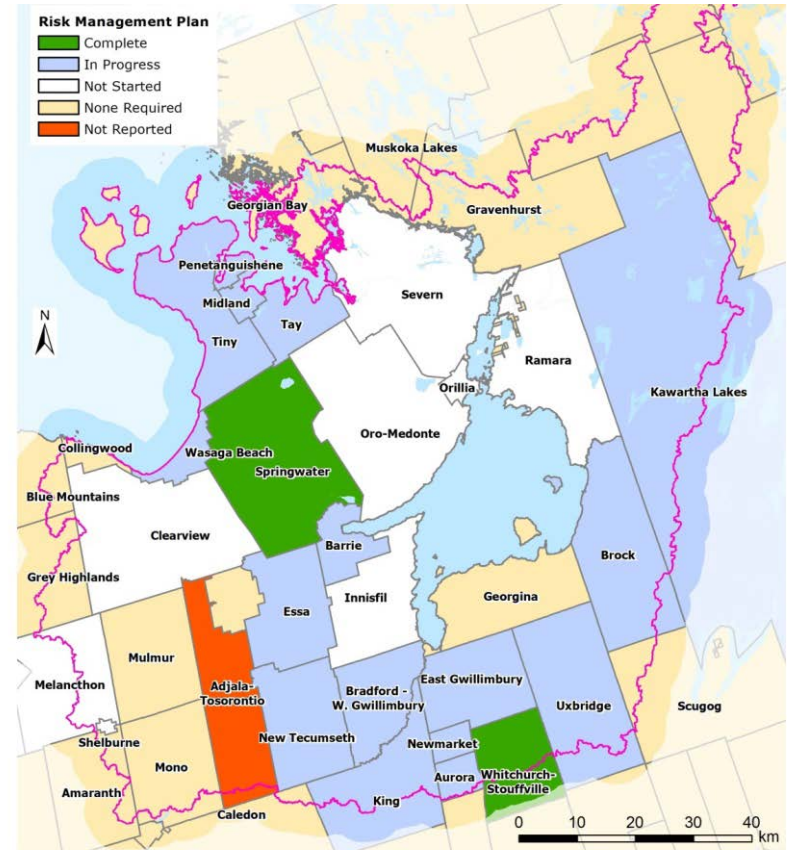 Risk Management Plan
Complete
In Progress
Not Started
None Required
Not Reported
Muskoka Lakes
Georgian Bay
Gravenhurst
Penetanguishene
Severn
Midland
Tay
N
Tiny
Ramara
Orillia
Kawartha Lakes
Oro-Medonte
Collingwood
Wasaga Beach
Springwater
Blue Mountains
Clearview
Barrie
Brock
Grey Highlands
Essa
Innisfil
Georgina
Mulmur
Melancthon
Adjala-
Tosorontio
Bradford -
W. Gwillimbury
East Gwillimbury
Uxbridge
Scugog
New Tecumseth
Newmarket
Shelburne
Mono
Aurora
Whitchurch-
Stouffville
Amaranth
King
Caledon
0 10 20 30 40
km